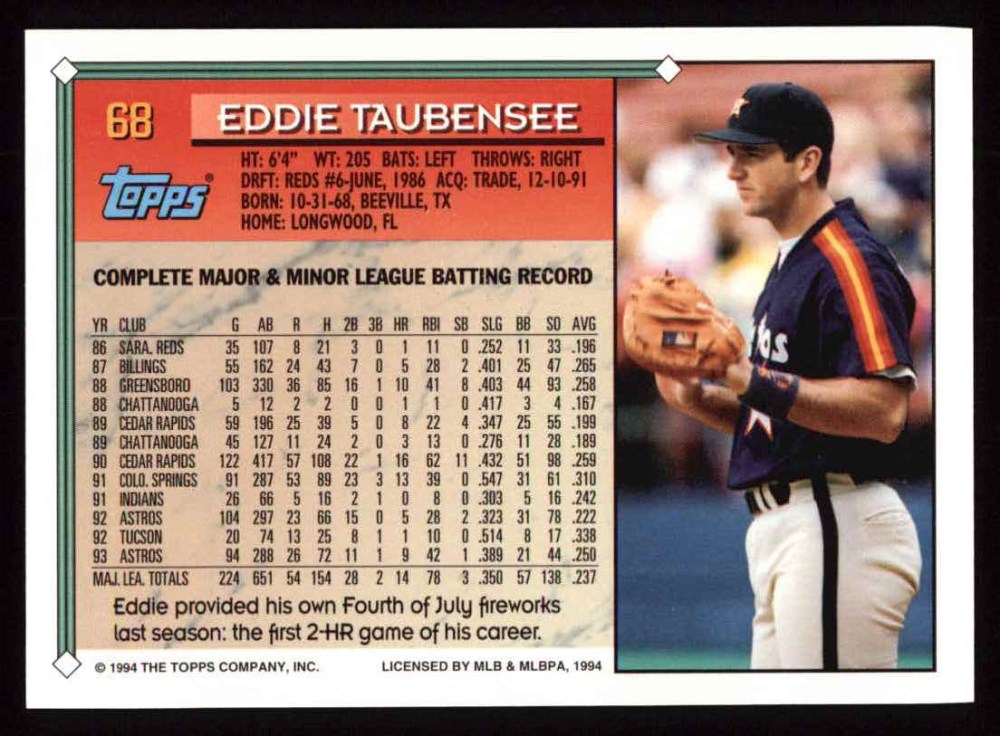 68
EDDIE TAUBENSEE
Topps®
HT: 6'4" WT: 205 BATS: LEFT THROWS: RIGHT
DRFT: REDS #6-JUNE, 1986 ACQ: TRADE, 12-10-91
BORN: 10-31-68, BEEVILLE, TX
HOME: LONGWOOD, FL
COMPLETE MAJOR & MINOR LEAGUE BATTING RECORD
YR CLUB G AB R H 2B 3B HR RBI SB SLG BB SO AVG
86 SARA. REDS 35 107 8 21 3 0 1 11 0 .252 11 33 .196
87 BILLINGS 55 162 24 43 7 0 5 28 2 .401 25 47 .265
88 GREENSBORO 103 330 36 85 16 1 10 41 8 .403 44 93 .258
88 CHATTANOOGA 5 12 2 2 0 0 1 1 0 .417 3 4 .167
89 CEDAR RAPIDS 59 196 25 39 5 0 8 22 4 .347 25 55 .199
89 CHATTANOOGA 45 127 11 24 2 0 3 13 0 .276 11 28 .189
90 CEDAR RAPIDS 122 417 57 108 22 1 16 62 11 .432 51 98 .259
91 COLO. SPRINGS 91 287 53 89 23 3 13 39 0 .547 31 61 .310
91 INDIANS 26 66 5 16 2 1 0 8 0 .303 5 16 .242
92 ASTROS 104 297 23 66 15 0 5 28 2 .323 31 78 .222
92 TUCSON 20 74 13 25 8 1 1 10 0 .514 8 17 .338
93 ASTROS 94 288 26 72 11 1 9 42 1 .389 21 44 .250
MAJ. LEA. TOTALS 224 651 54 154 28 2 14 78 3 .350 57 138 .237
Eddie provided his own Fourth of July fireworks
last season: the first 2-HR game of his career.
© 1994 THE TOPPS COMPANY, INC. LICENSED BY MLB & MLBPA, 1994
os